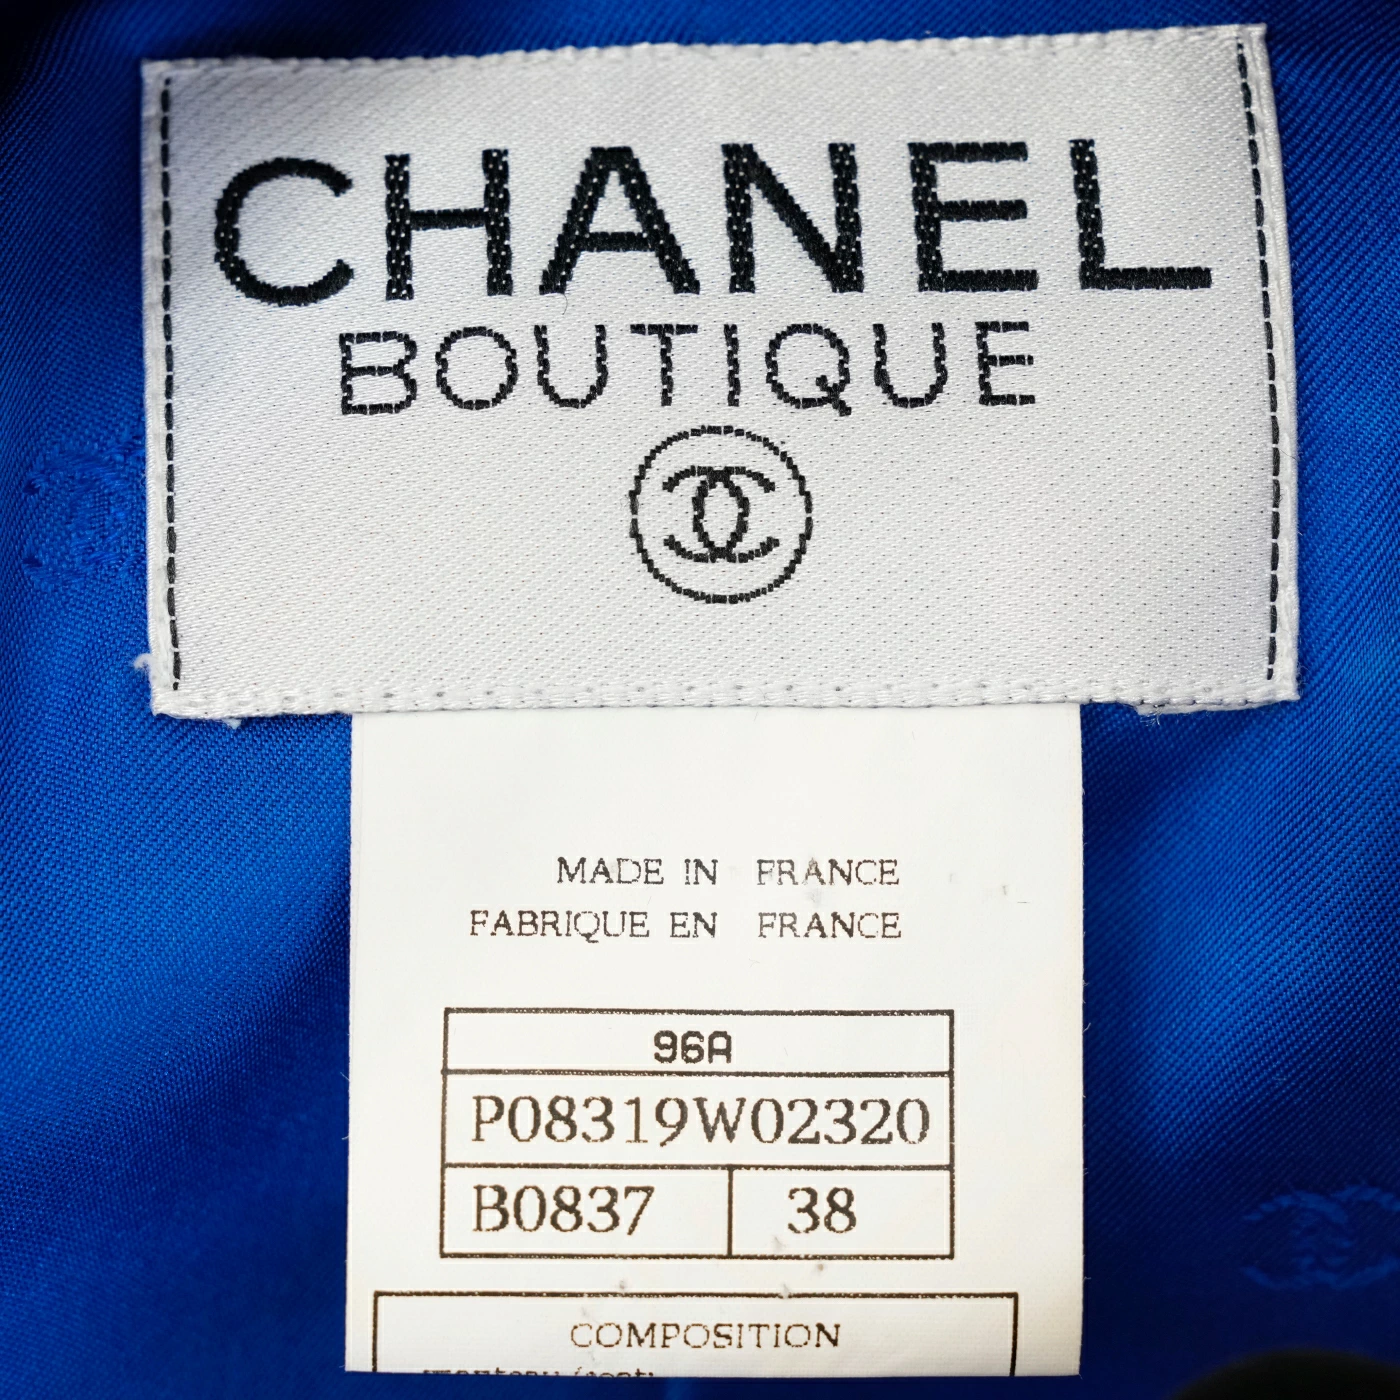 CHANEL
BOUTIQUE
MADE IN FRANCE
FABRIQUE EN FRANCE
96A
P08319W02320
B0837 38
COMPOSITION